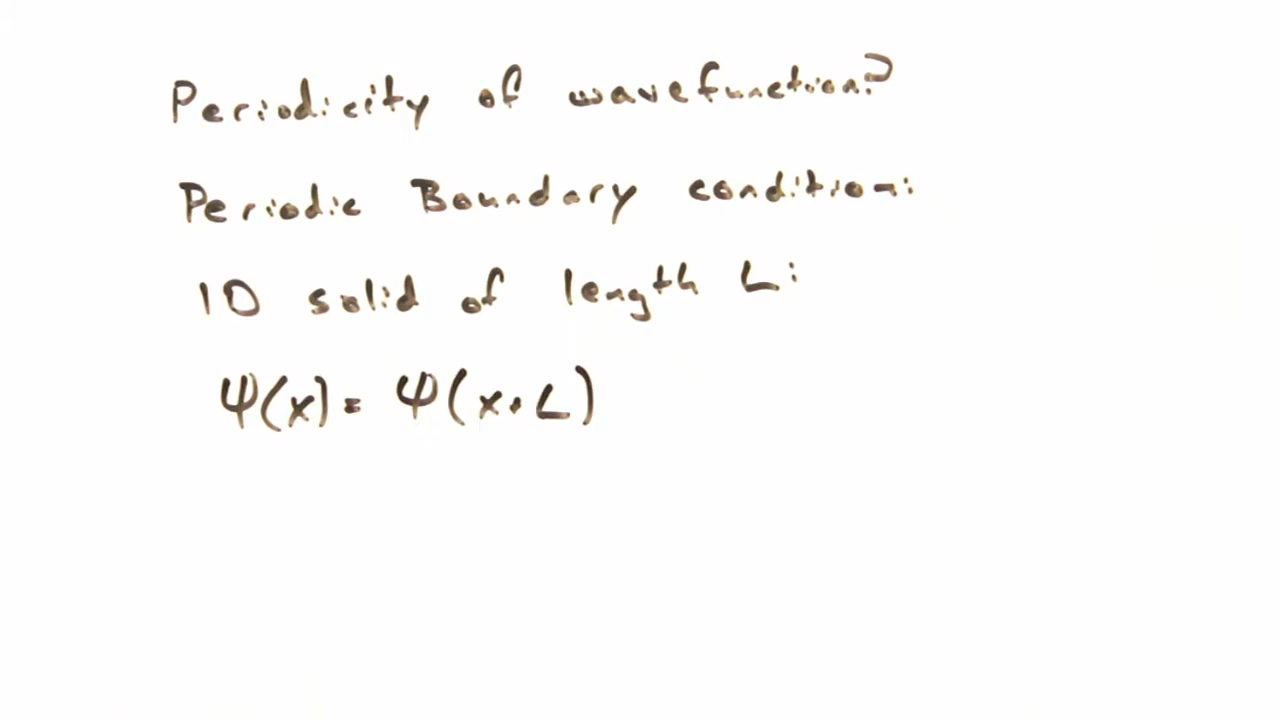 Periodicity of wavefunction?
Periodic Boundary condition:
1D solid of length L:
Ψ(x) = Ψ(x+L)